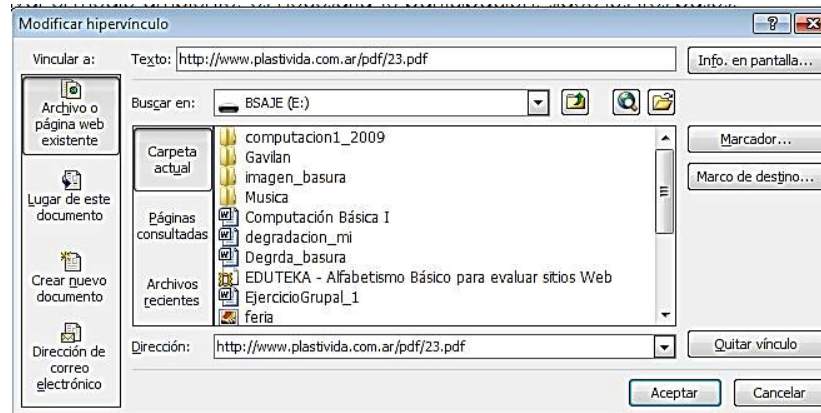 Modificar hipervínculo
Vincular a:
Texto: http://www.plastivida.com.ar/pdf/23.pdf
Info. en pantalla...
Archivo o
página web
existente
Buscar en:
BSAJE (E:)
Carpeta
actual
computacion1_2009
Gavilan
imagen_basura
Musica
Computación Básica I
degradacion_mi
Degrda_basura
EDUTEKA - Alfabetismo Básico para evaluar sitios Web
EjercicioGrupal_1
feria
Marcador...
Marco de destino...
Lugar de este
documento
Páginas
consultadas
Crear nuevo
documento
Archivos
recientes
Dirección de
correo
electrónico
Dirección:
http://www.plastivida.com.ar/pdf/23.pdf
Quitar vínculo
Aceptar
Cancelar